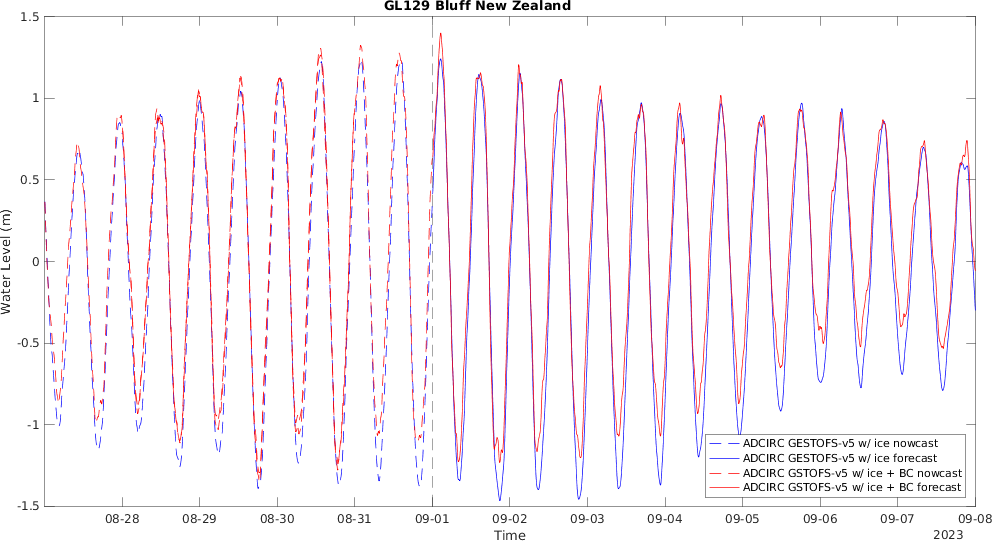 GL129 Bluff New Zealand
1.5
1
0.5
0
-0.5
-1
-1.5
Water Level (m)
ADCIRC GESTOFS-v5 w/ ice nowcast
ADCIRC GESTOFS-v5 w/ ice forecast
ADCIRC GSTOFS-v5 w/ ice + BC nowcast
ADCIRC GSTOFS-v5 w/ ice + BC forecast
08-28 08-29 08-30 08-31 09-01 09-02 09-03 09-04 09-05 09-06 09-07 09-08
Time
2023